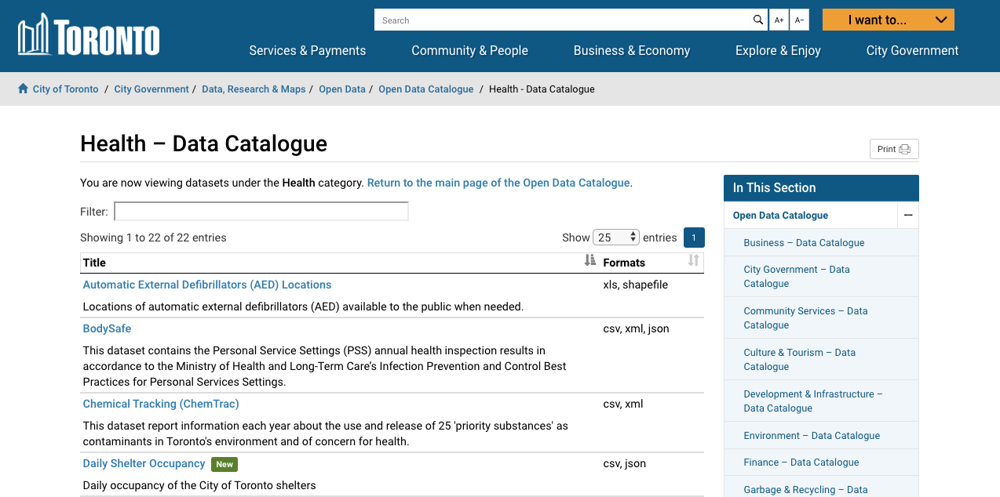 TORONTO
Search
A+
A−
I want to...
Services & Payments
Community & People
Business & Economy
Explore & Enjoy
City Government
City of Toronto / City Government / Data, Research & Maps / Open Data / Open Data Catalogue / Health - Data Catalogue
Health – Data Catalogue
Print
You are now viewing datasets under the Health category. Return to the main page of the Open Data Catalogue.
Filter:
Showing 1 to 22 of 22 entries
Show 25 entries 1
Title Formats
Automatic External Defibrillators (AED) Locations xls, shapefile
Locations of automatic external defibrillators (AED) available to the public when needed.
BodySafe csv, xml, json
This dataset contains the Personal Service Settings (PSS) annual health inspection results in
accordance to the Ministry of Health and Long-Term Care’s Infection Prevention and Control Best
Practices for Personal Services Settings.
Chemical Tracking (ChemTrac) csv, xml
This dataset report information each year about the use and release of 25 'priority substances' as
contaminants in Toronto's environment and of concern for health.
Daily Shelter Occupancy New csv, json
Daily occupancy of the City of Toronto shelters
In This Section
Open Data Catalogue
Business – Data Catalogue
City Government – Data
Catalogue
Community Services – Data
Catalogue
Culture & Tourism – Data
Catalogue
Development & Infrastructure –
Data Catalogue
Environment – Data Catalogue
Finance – Data Catalogue
Garbage & Recycling – Data